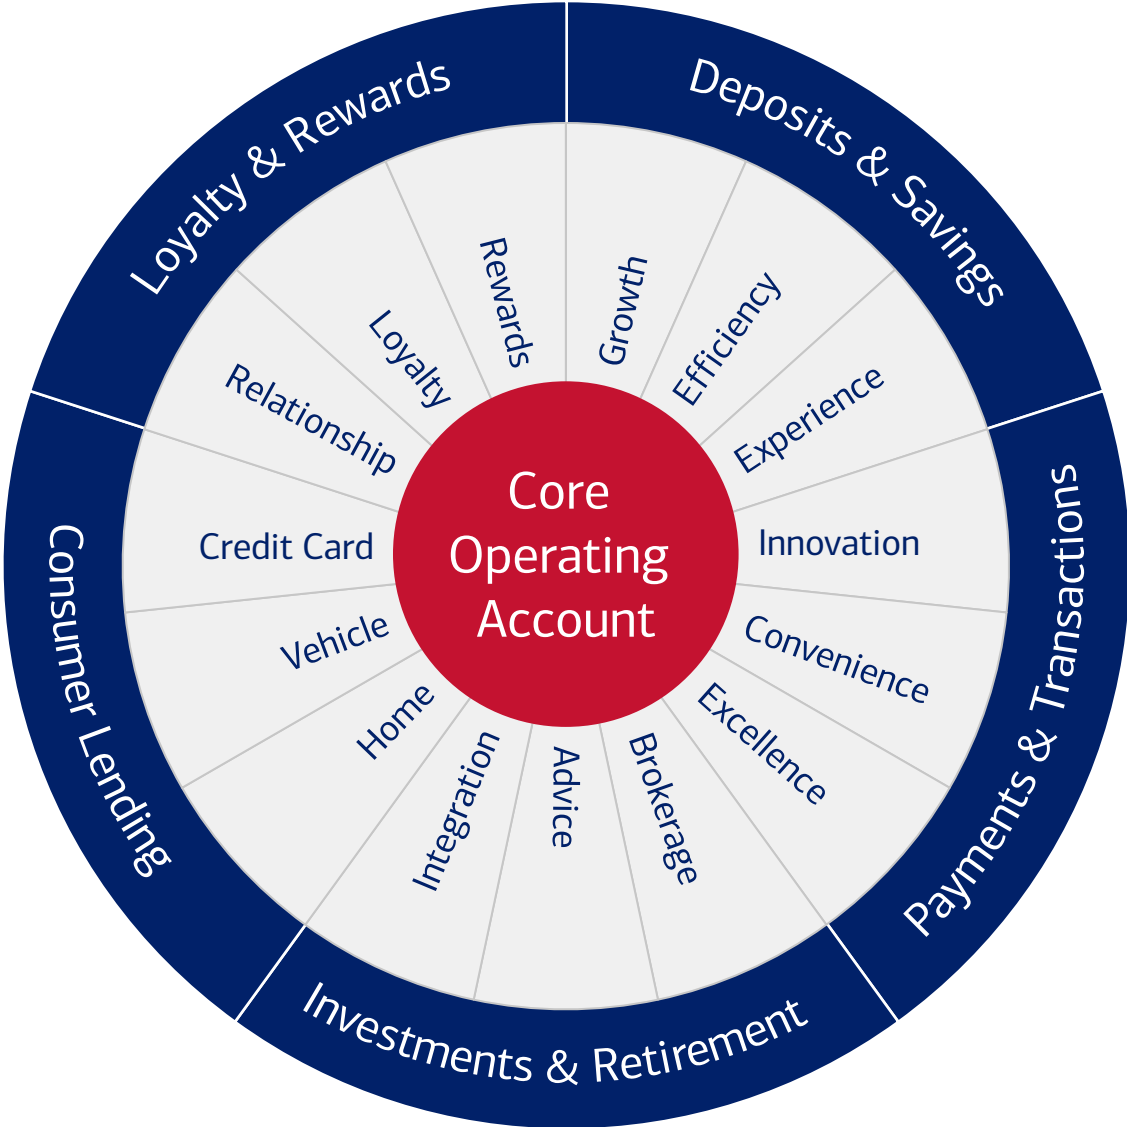 Core
Operating
Account
Deposits & Savings
Growth
Efficiency
Experience
Payments & Transactions
Innovation
Convenience
Excellence
Investments & Retirement
Brokerage
Advice
Integration
Consumer Lending
Home
Vehicle
Credit Card
Loyalty & Rewards
Relationship
Loyalty
Rewards